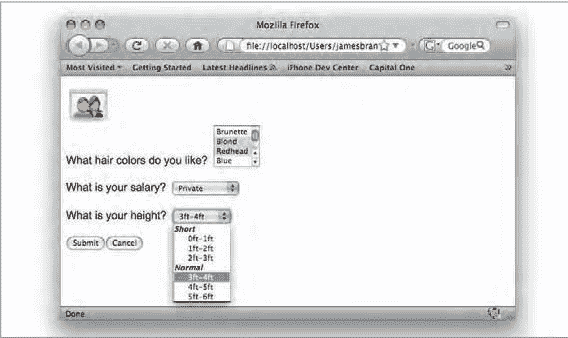 Mozilla Firefox
file://localhost/Users/jamesbran
G Google
Most Visited Getting Started Latest Headlines iPhone Dev Center Capital One »
Brunette
Blond
Redhead
Blue
What hair colors do you like?
What is your salary? Private
What is your height? 3ft-4ft
Short
0ft-1ft
1ft-2ft
2ft-3ft
Normal
3ft-4ft
4ft-5ft
5ft-6ft
Submit Cancel
Done